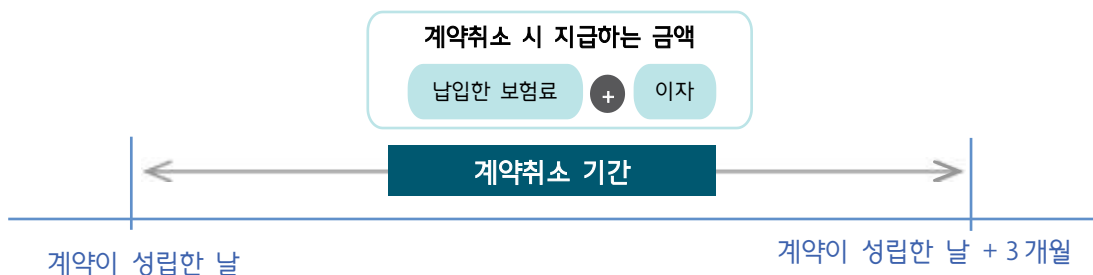 계약취소 시 지급하는 금액
납입한 보험료 + 이자
계약취소 기간
계약이 성립한 날
계약이 성립한 날 + 3개월